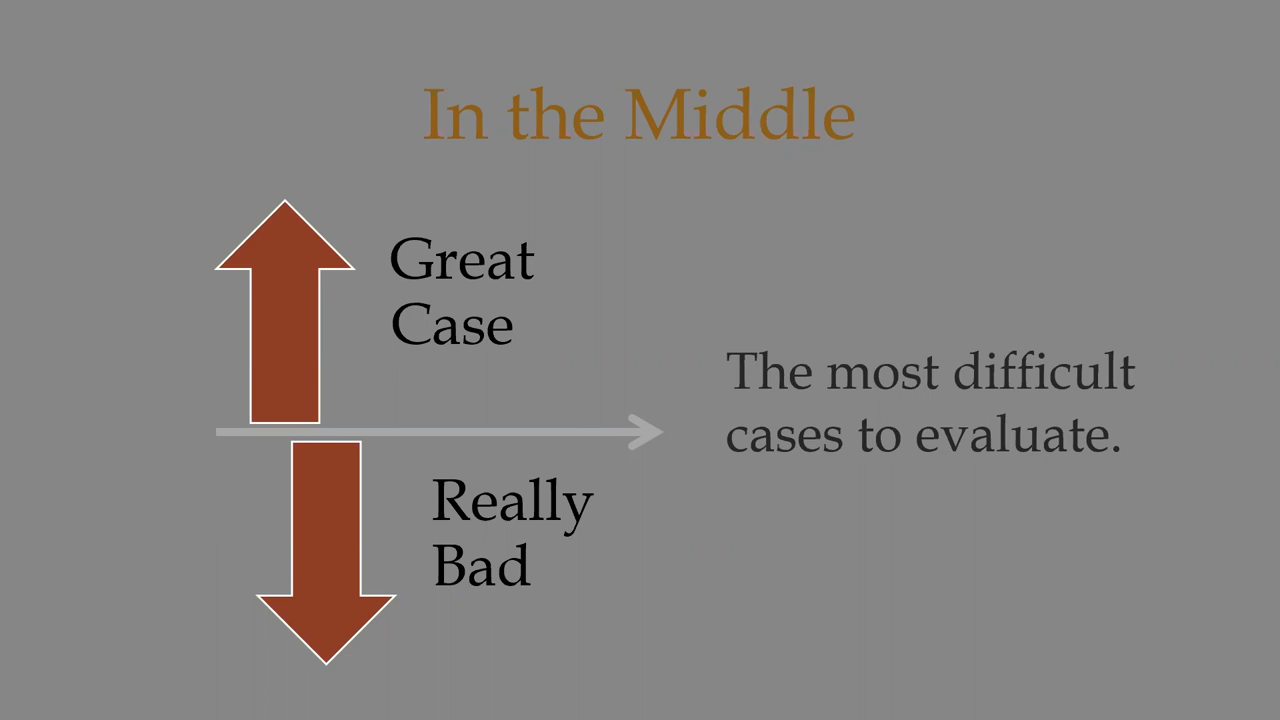 In the Middle
Great
Case
The most difficult
cases to evaluate.
Really
Bad